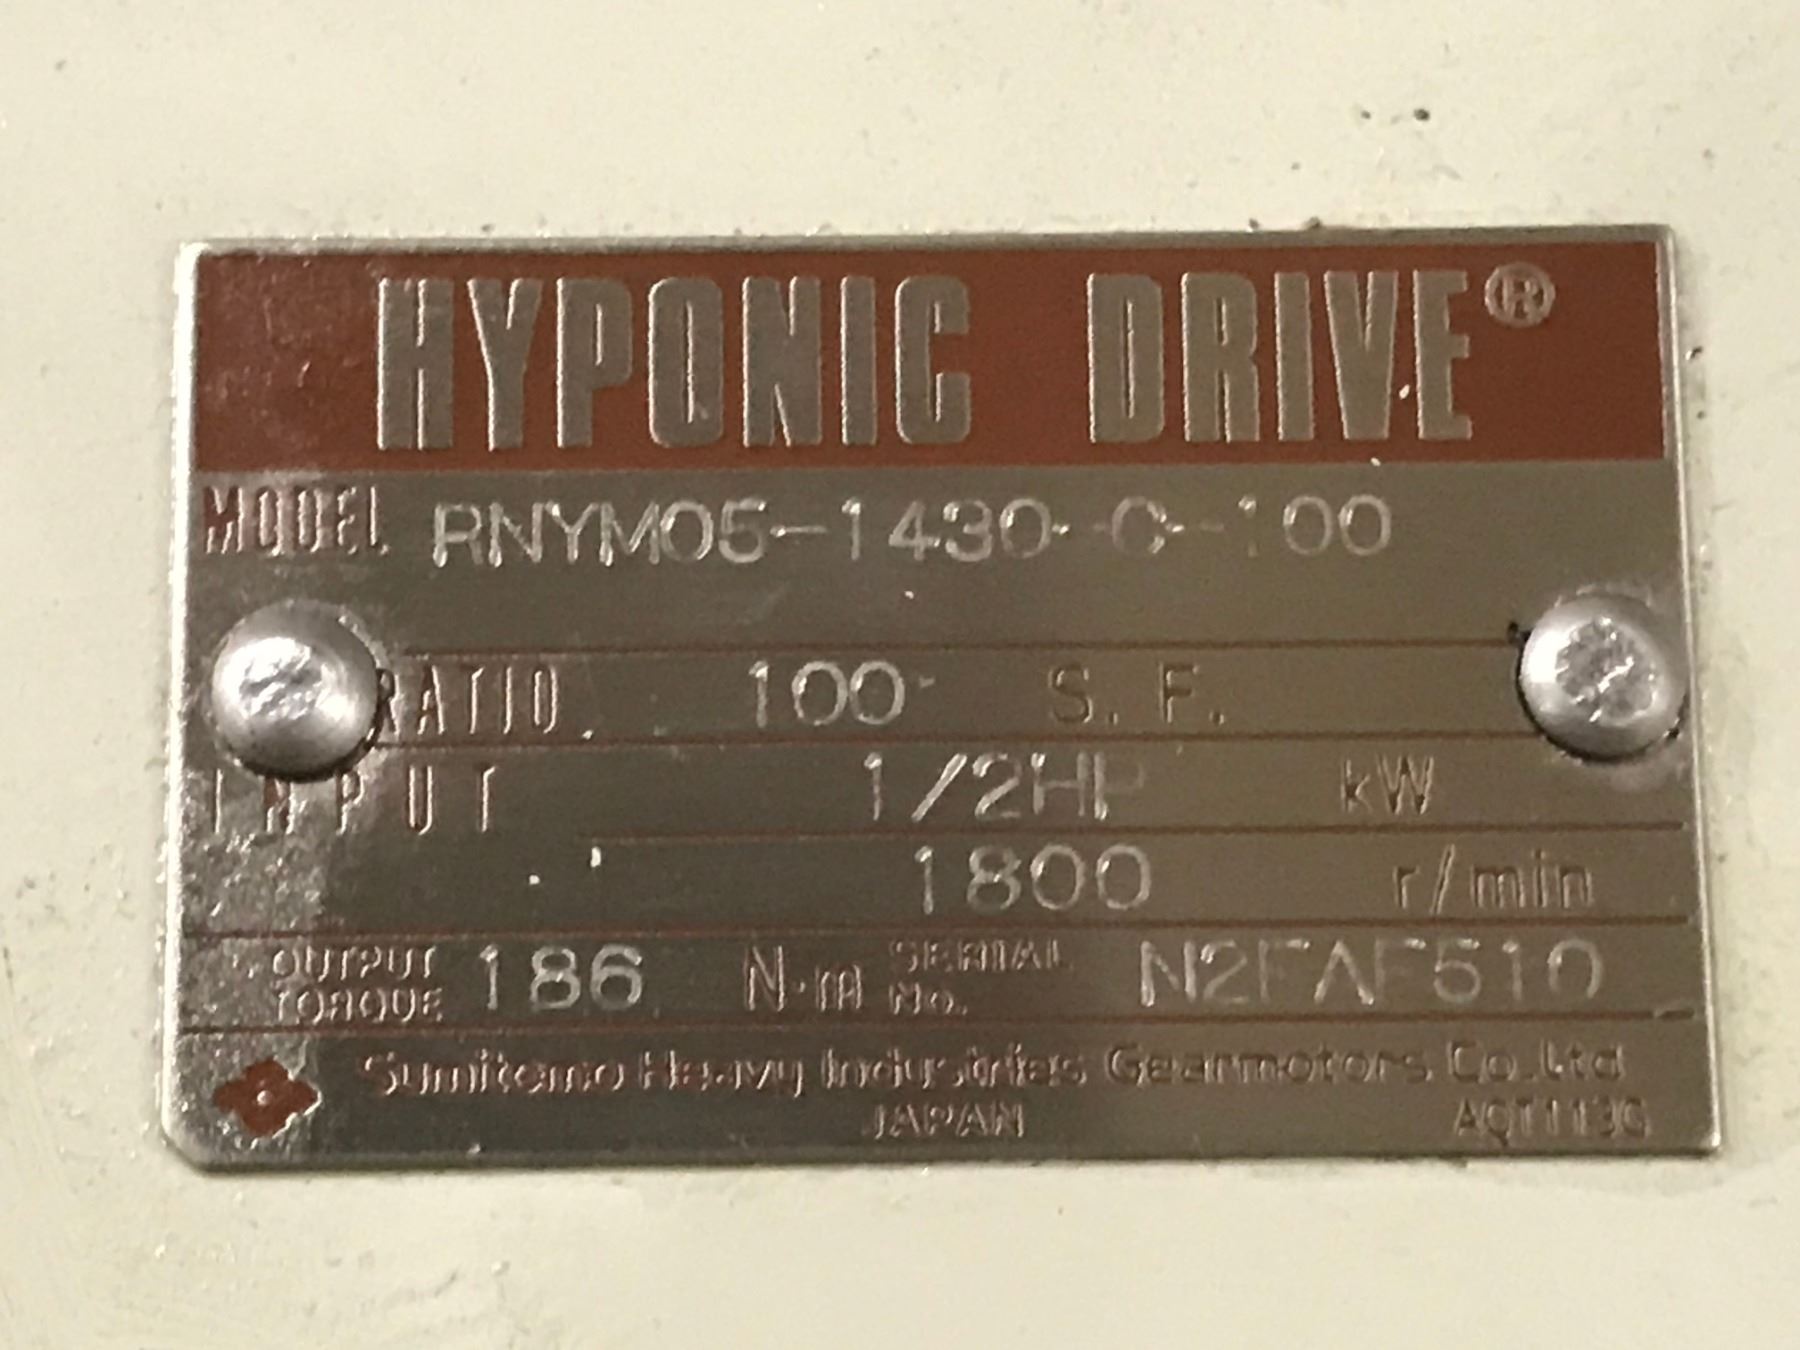 HYPONIC DRIVE®
MODEL RNYM05-1430-C-100
RATIO 100 S. F.
INPUT 1/2HP kW
1800 r/min
OUTPUT TORQUE 186 N·m SERIAL No. N2FAF510
Sumitomo Heavy Industries Gearmotors Co., Ltd
JAPAN AQT113G